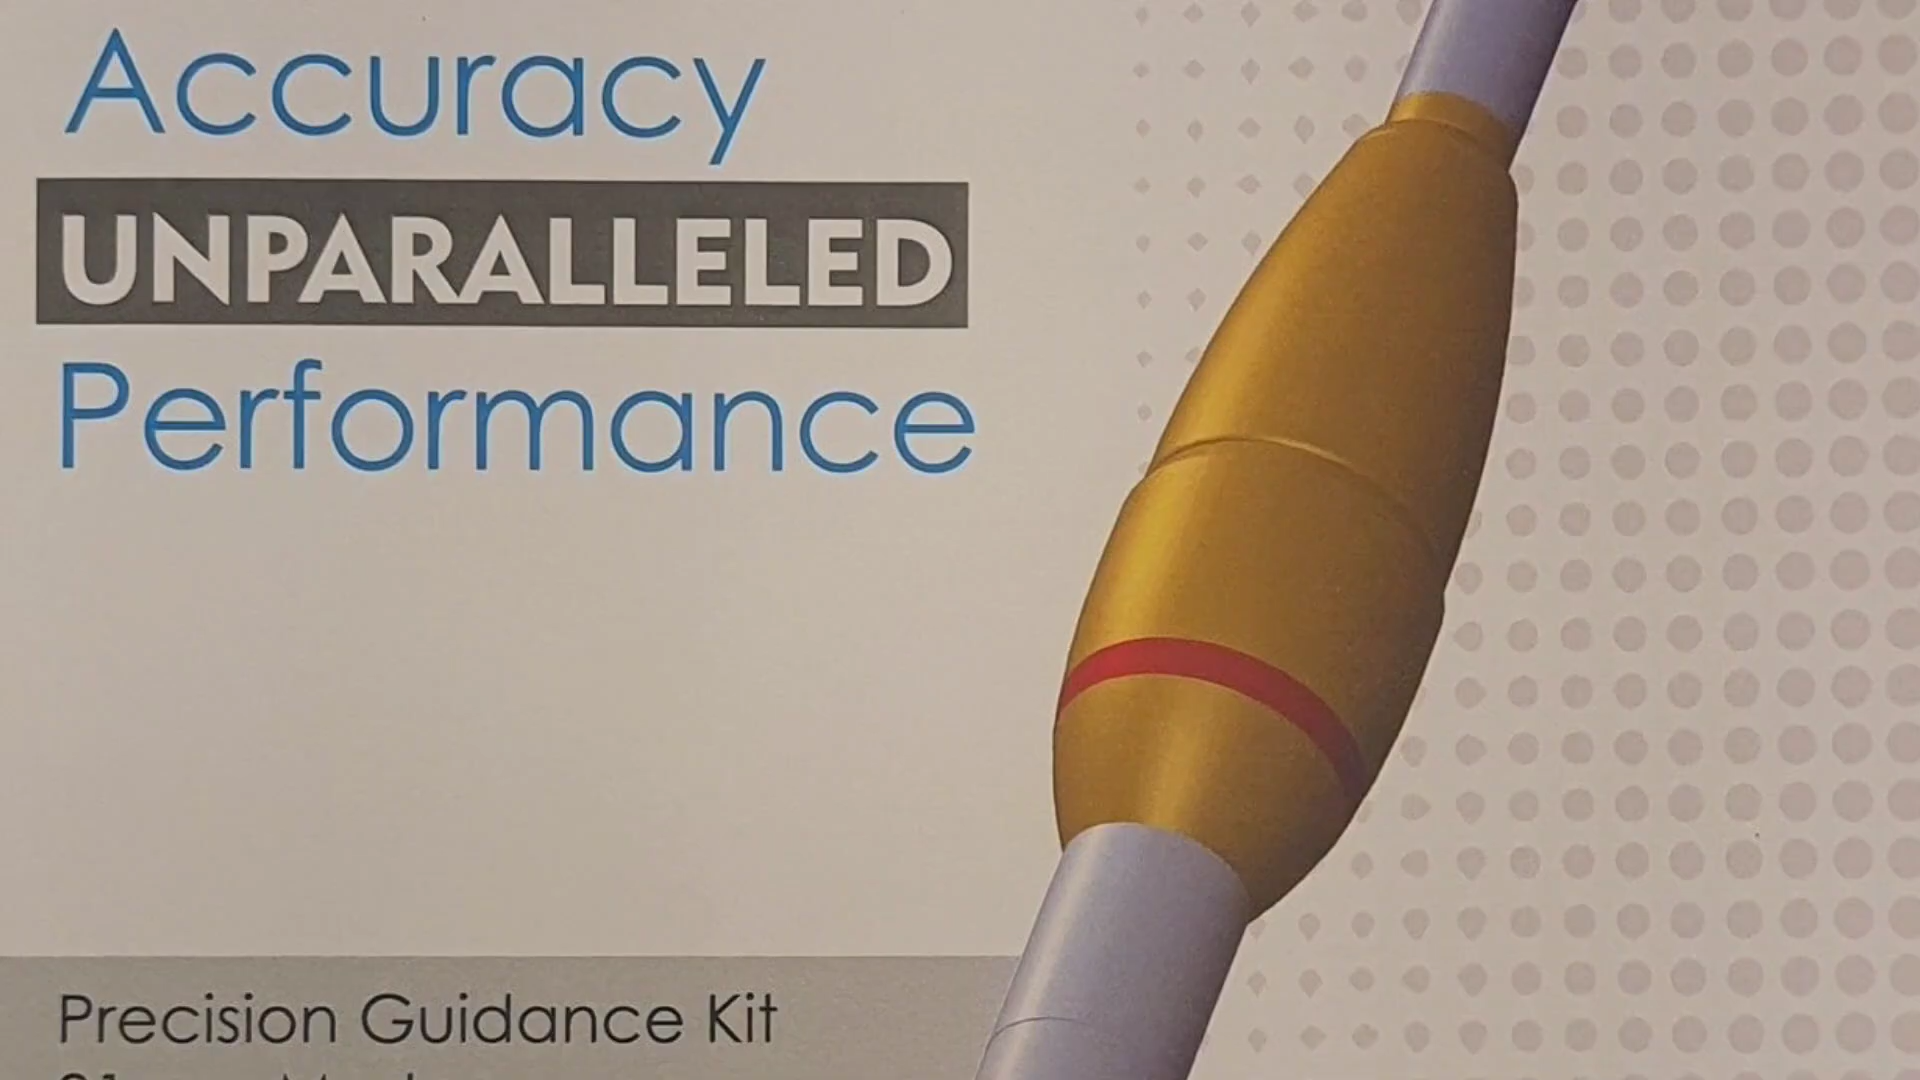 Accuracy
UNPARALLELED
Performance
Precision Guidance Kit